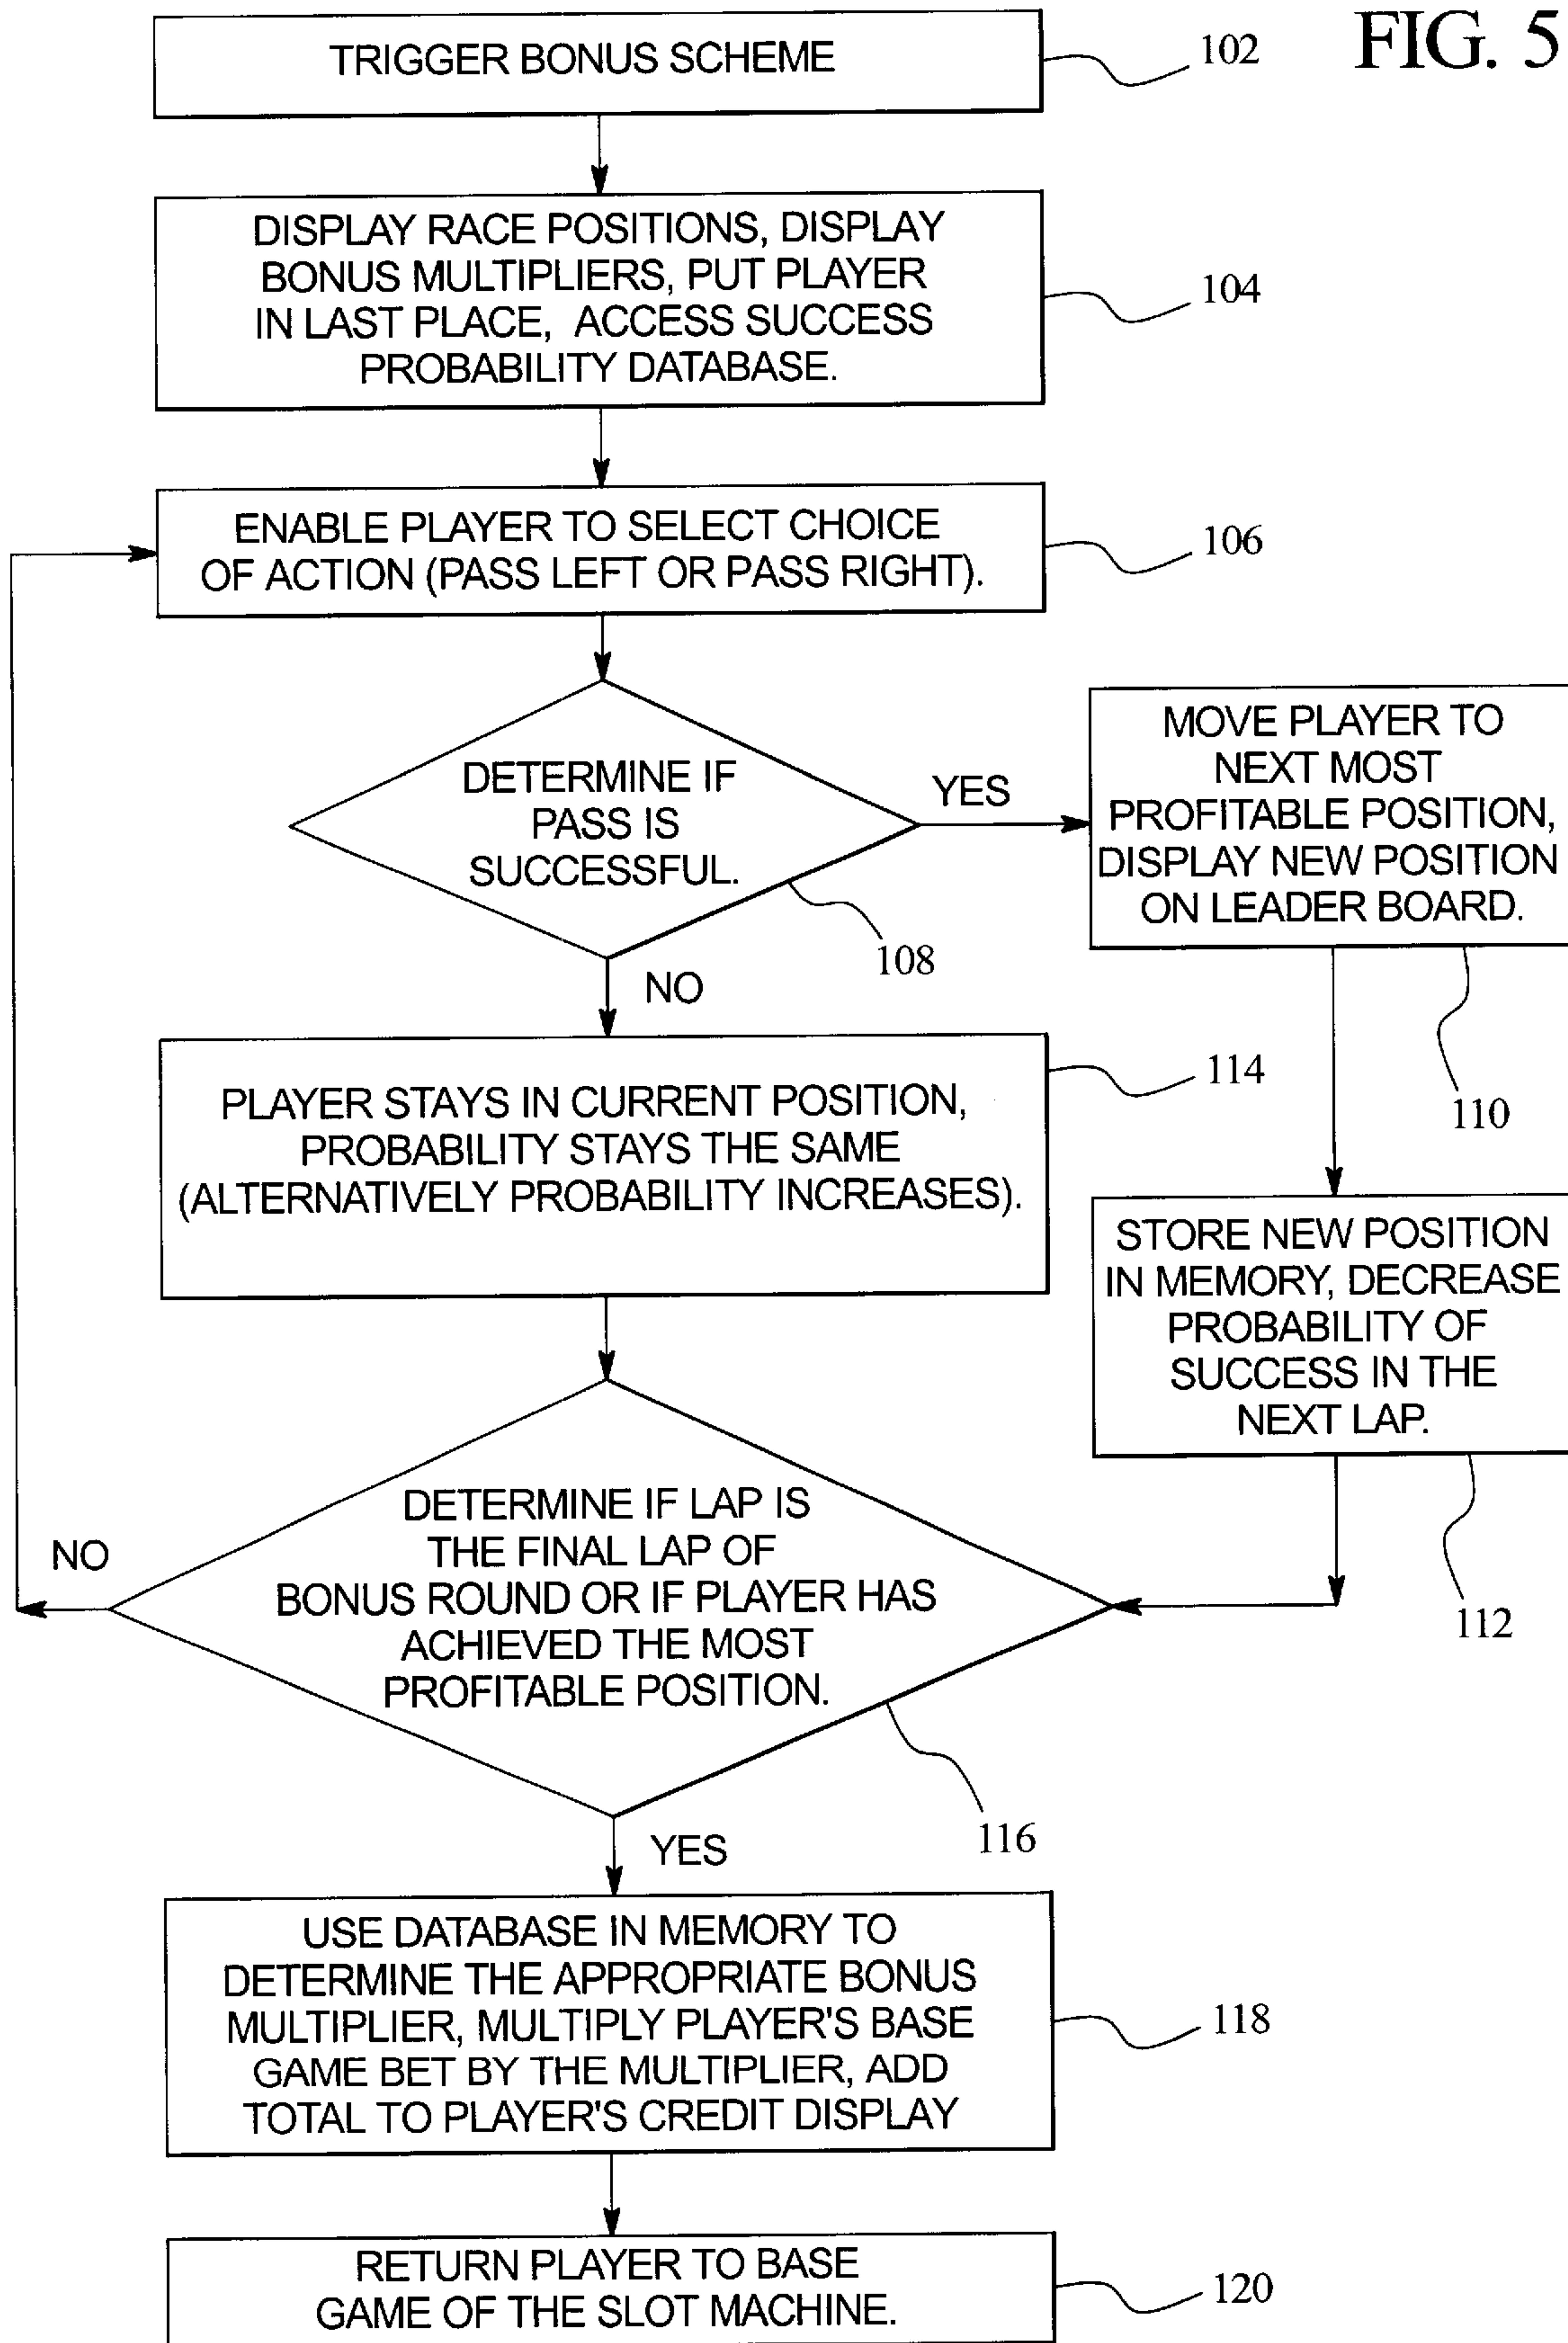 FIG. 5
TRIGGER BONUS SCHEME
102
DISPLAY RACE POSITIONS, DISPLAY
BONUS MULTIPLIERS, PUT PLAYER
IN LAST PLACE, ACCESS SUCCESS
PROBABILITY DATABASE.
104
ENABLE PLAYER TO SELECT CHOICE
OF ACTION (PASS LEFT OR PASS RIGHT).
106
DETERMINE IF
PASS IS
SUCCESSFUL.
108
YES
MOVE PLAYER TO
NEXT MOST
PROFITABLE POSITION,
DISPLAY NEW POSITION
ON LEADER BOARD.
110
NO
PLAYER STAYS IN CURRENT POSITION,
PROBABILITY STAYS THE SAME
(ALTERNATIVELY PROBABILITY INCREASES).
114
STORE NEW POSITION
IN MEMORY, DECREASE
PROBABILITY OF
SUCCESS IN THE
NEXT LAP.
112
DETERMINE IF LAP IS
THE FINAL LAP OF
BONUS ROUND OR IF PLAYER HAS
ACHIEVED THE MOST
PROFITABLE POSITION.
116
NO
YES
USE DATABASE IN MEMORY TO
DETERMINE THE APPROPRIATE BONUS
MULTIPLIER, MULTIPLY PLAYER'S BASE
GAME BET BY THE MULTIPLIER, ADD
TOTAL TO PLAYER'S CREDIT DISPLAY
118
RETURN PLAYER TO BASE
GAME OF THE SLOT MACHINE.
120